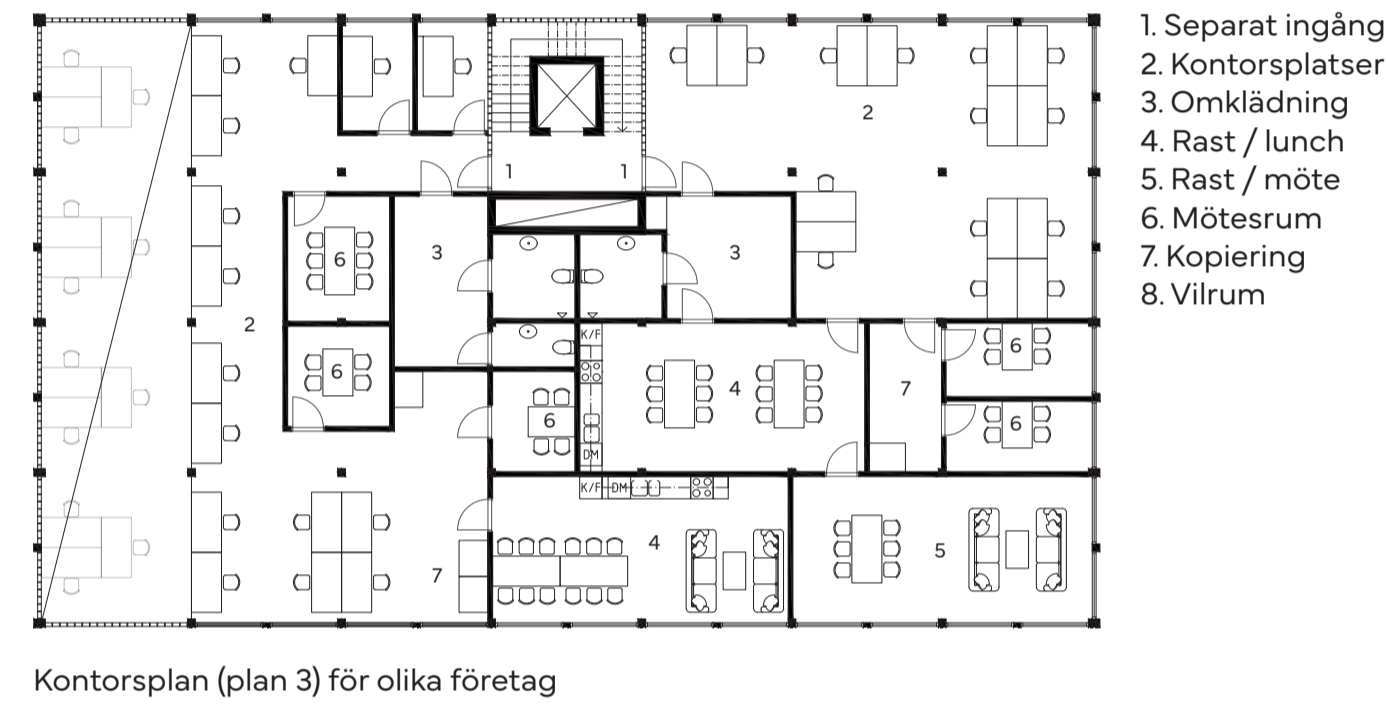 1. Separat ingång
2. Kontorsplatser
3. Omklädning
4. Rast / lunch
5. Rast / möte
6. Mötesrum
7. Kopiering
8. Vilrum
2
1 1
6 3 3
2
K/F
6 6
4 7
6 6
DM
K/F DM
4 5
7
Kontorsplan (plan 3) för olika företag